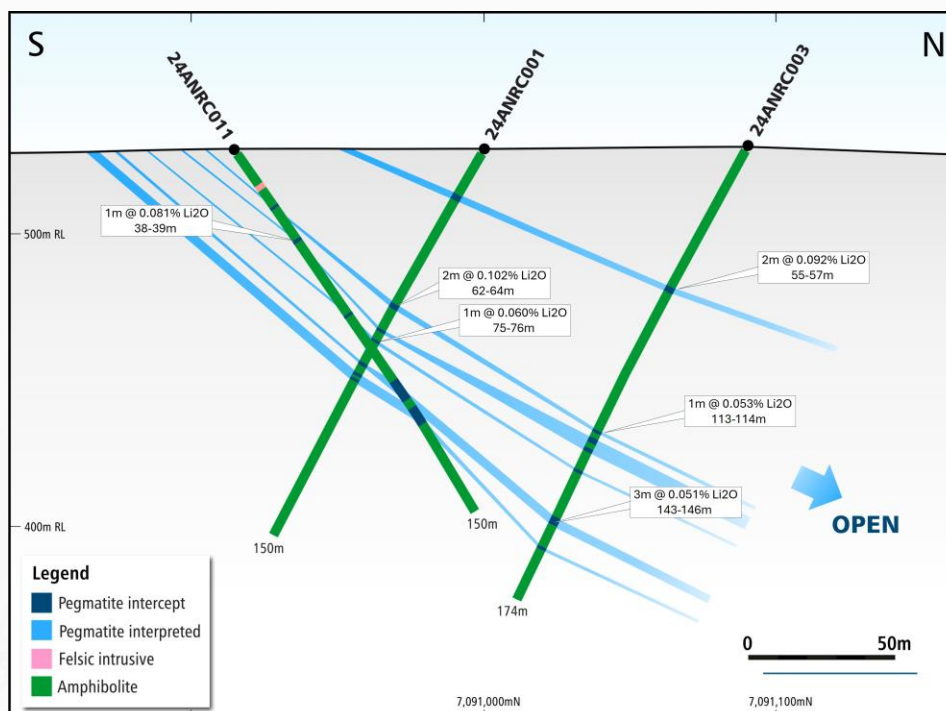 S
N
24ANRC011
24ANRC001
24ANRC003
1m @ 0.081% Li2O
38-39m
500m RL
2m @ 0.092% Li2O
55-57m
2m @ 0.102% Li2O
62-64m
1m @ 0.060% Li2O
75-76m
1m @ 0.053% Li2O
113-114m
3m @ 0.051% Li2O
143-146m
OPEN
400m RL
150m
150m
174m
Legend
Pegmatite intercept
Pegmatite interpreted
Felsic intrusive
Amphibolite
0
50m
7,091,000mN
7,091,100mN